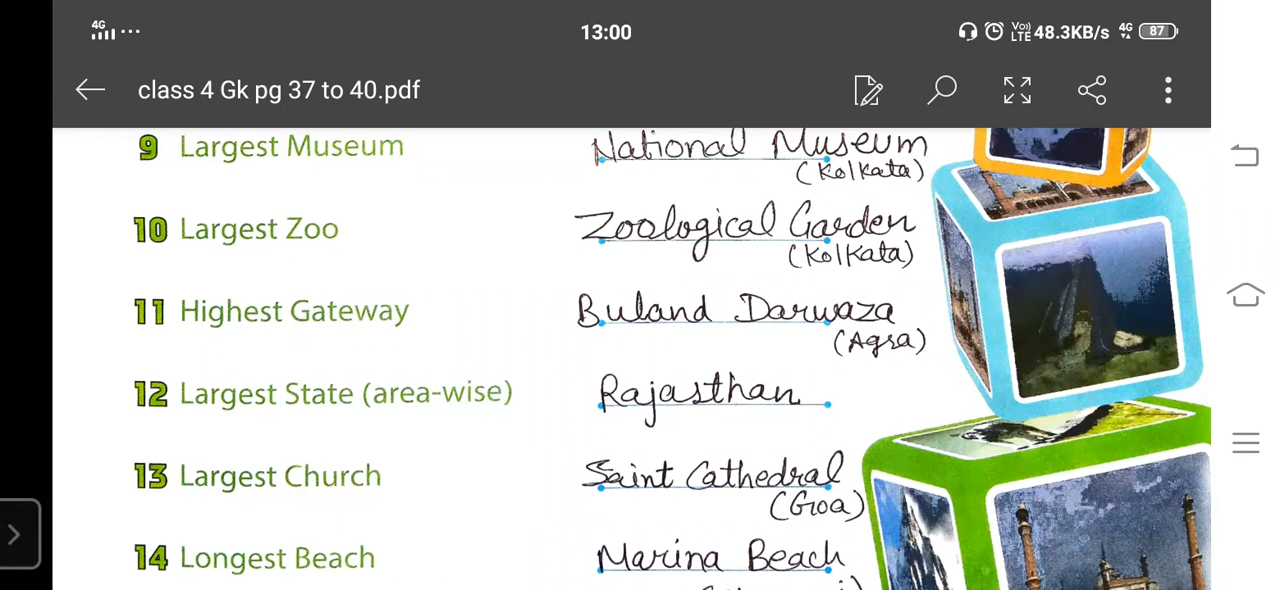 4G 13:00 Vo)) LTE 48.3KB/s 4G 87
class 4 Gk pg 37 to 40.pdf
9 Largest Museum National Museum
(Kolkata)
10 Largest Zoo Zoological Garden
(Kolkata)
11 Highest Gateway Buland Darwaza
(Agra)
12 Largest State (area-wise) Rajasthan
13 Largest Church Saint Cathedral
(Goa)
14 Longest Beach Marina Beach